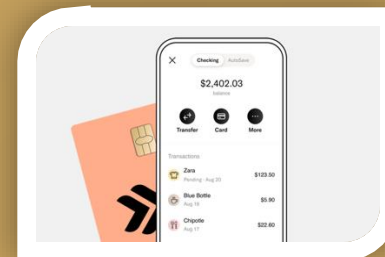 Checking AutoSave
$2,402.03
balance
Transfer Card More
Transactions
Zara $123.50
Pending · Aug 20
Blue Bottle $5.90
Aug 18
Chipotle $22.60
Aug 17